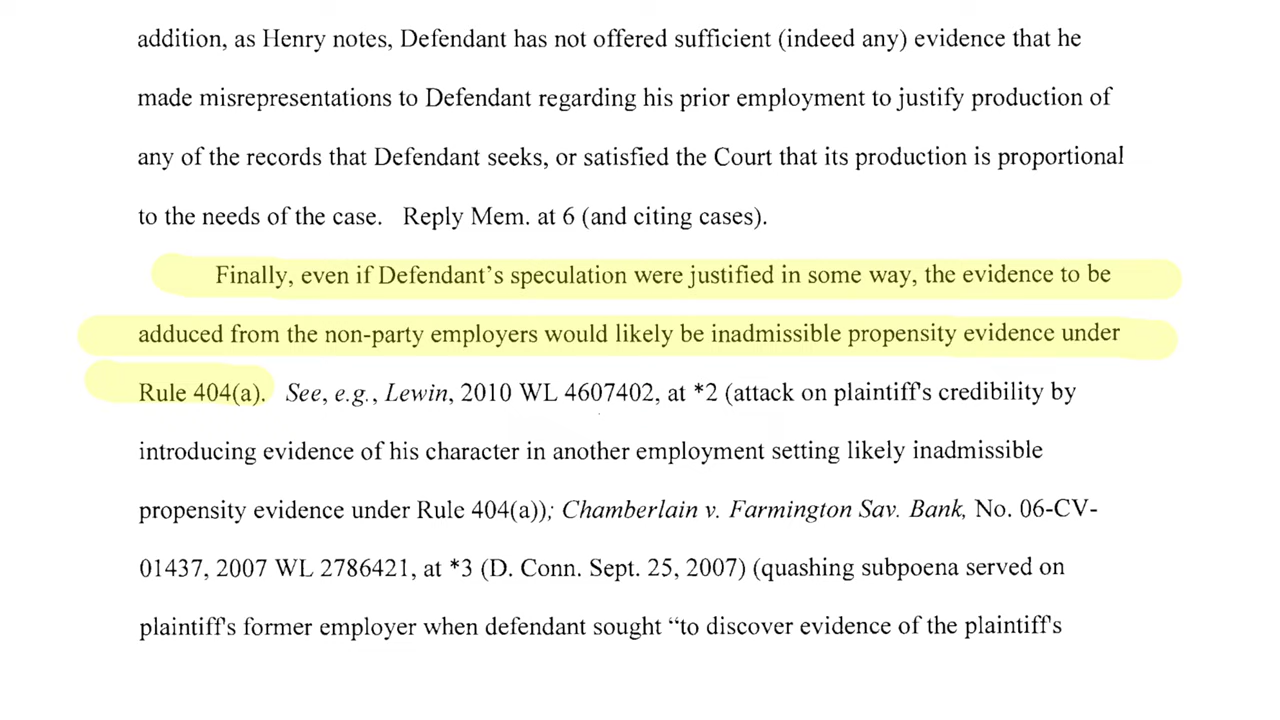 addition, as Henry notes, Defendant has not offered sufficient (indeed any) evidence that he
made misrepresentations to Defendant regarding his prior employment to justify production of
any of the records that Defendant seeks, or satisfied the Court that its production is proportional
to the needs of the case. Reply Mem. at 6 (and citing cases).
Finally, even if Defendant's speculation were justified in some way, the evidence to be
adduced from the non-party employers would likely be inadmissible propensity evidence under
Rule 404(a). See, e.g., Lewin, 2010 WL 4607402, at *2 (attack on plaintiff's credibility by
introducing evidence of his character in another employment setting likely inadmissible
propensity evidence under Rule 404(a)); Chamberlain v. Farmington Sav. Bank, No. 06-CV-
01437, 2007 WL 2786421, at *3 (D. Conn. Sept. 25, 2007) (quashing subpoena served on
plaintiff's former employer when defendant sought “to discover evidence of the plaintiff's